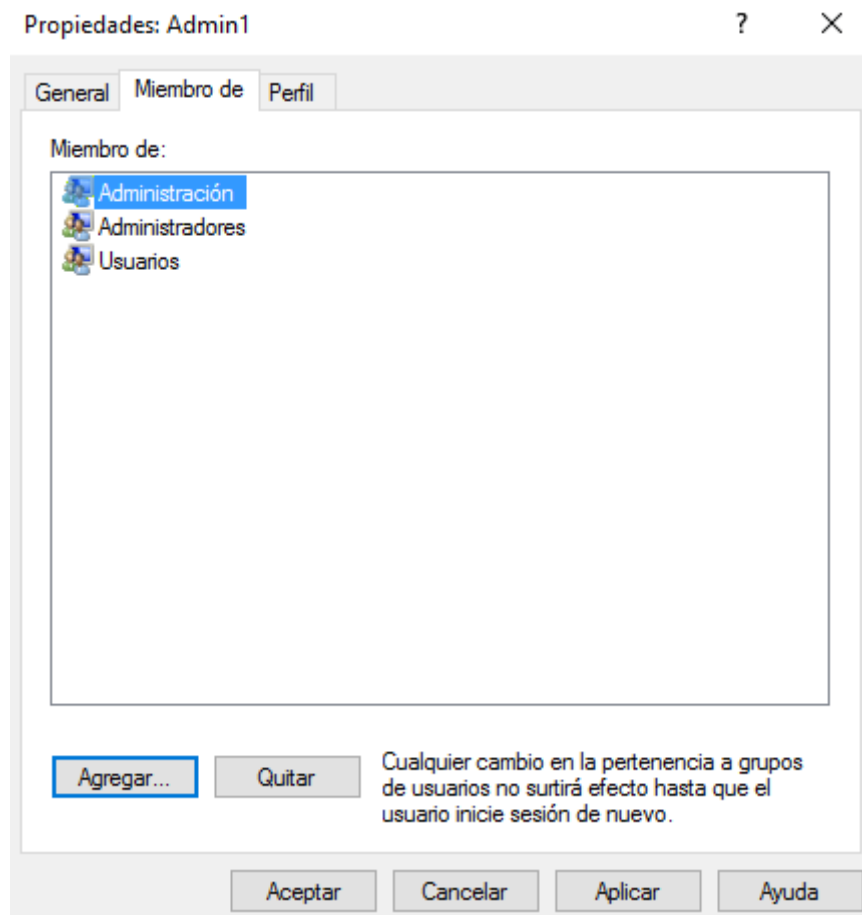 Propiedades: Admin1
?
General Miembro de Perfil
Miembro de:
Administración
Administradores
Usuarios
Agregar... Quitar
Cualquier cambio en la pertenencia a grupos
de usuarios no surtirá efecto hasta que el
usuario inicie sesión de nuevo.
Aceptar Cancelar Aplicar Ayuda